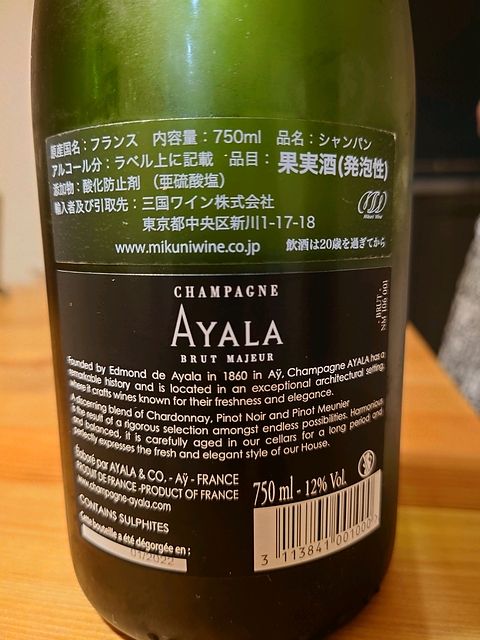 原産国名：フランス 内容量：750ml 品名：シャンパン
アルコール分：ラベル上に記載 品目：果実酒(発泡性)
添加物：酸化防止剤 （亜硫酸塩）
輸入者及び引取先：三国ワイン株式会社
東京都中央区新川1-17-18
Mikuni Wine
www.mikuniwine.co.jp 飲酒は20歳を過ぎてから
CHAMPAGNE
AYALA
BRUT MAJEUR
BRUT -
NM 106 001
Founded by Edmond de Ayala in 1860 in Aÿ, Champagne AYALA has a
remarkable history and is located in an exceptional architectural setting,
where it crafts wines known for their freshness and elegance.
A discerning blend of Chardonnay, Pinot Noir and Pinot Meunier
is the result of a rigorous selection amongst endless possibilities. Harmonious
and balanced, it is carefully aged in our cellars for a long period and
perfectly expresses the fresh and elegant style of our House.
Élaboré par AYALA & CO. - Aÿ - FRANCE
PRODUIT DE FRANCE -PRODUCT OF FRANCE
www.champagne-ayala.com
CONTAINS SULPHITES
Cette bouteille a été dégorgée en :
03/2022
750 ml - 12% Vol.
3 113841 001000